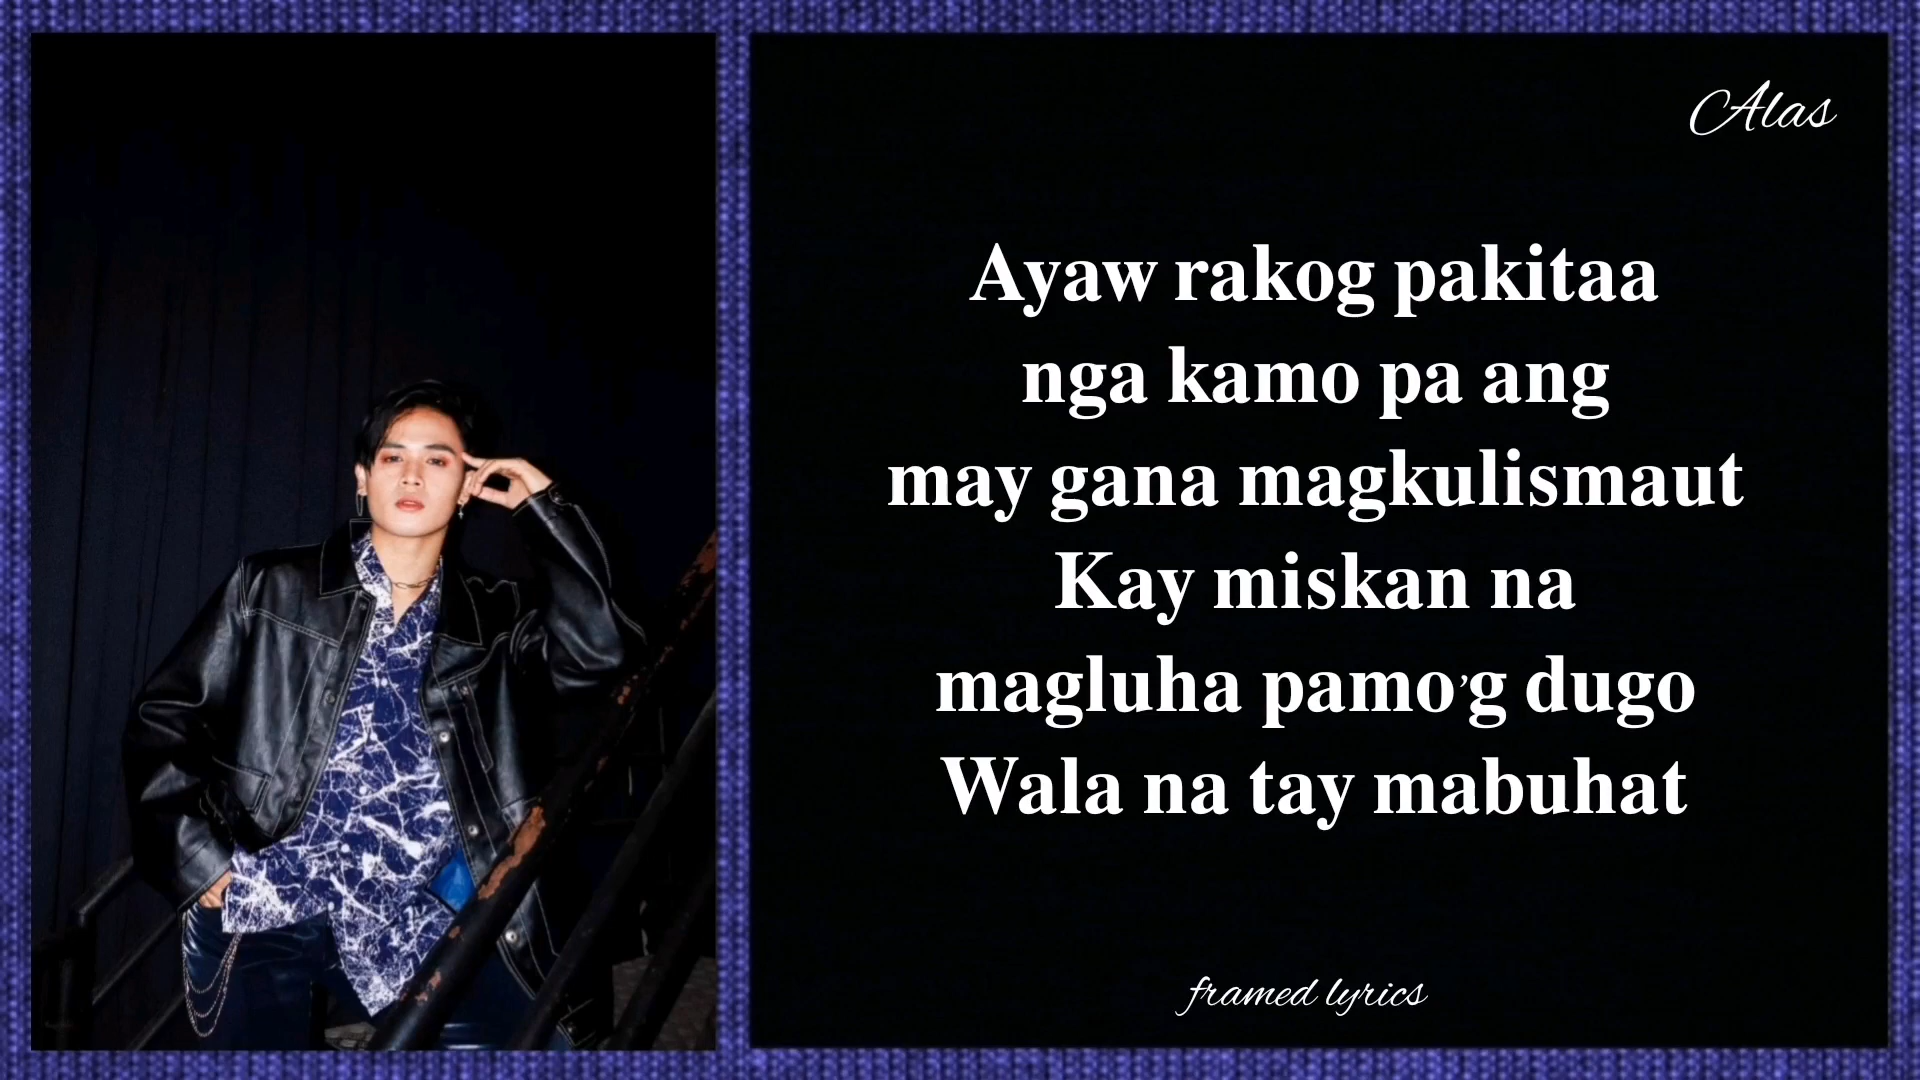 Alas
Ayaw rakog pakitaa
nga kamo pa ang
may gana magkulismaut
Kay miskan na
magluha pamo’g dugo
Wala na tay mabuhat
framed lyrics